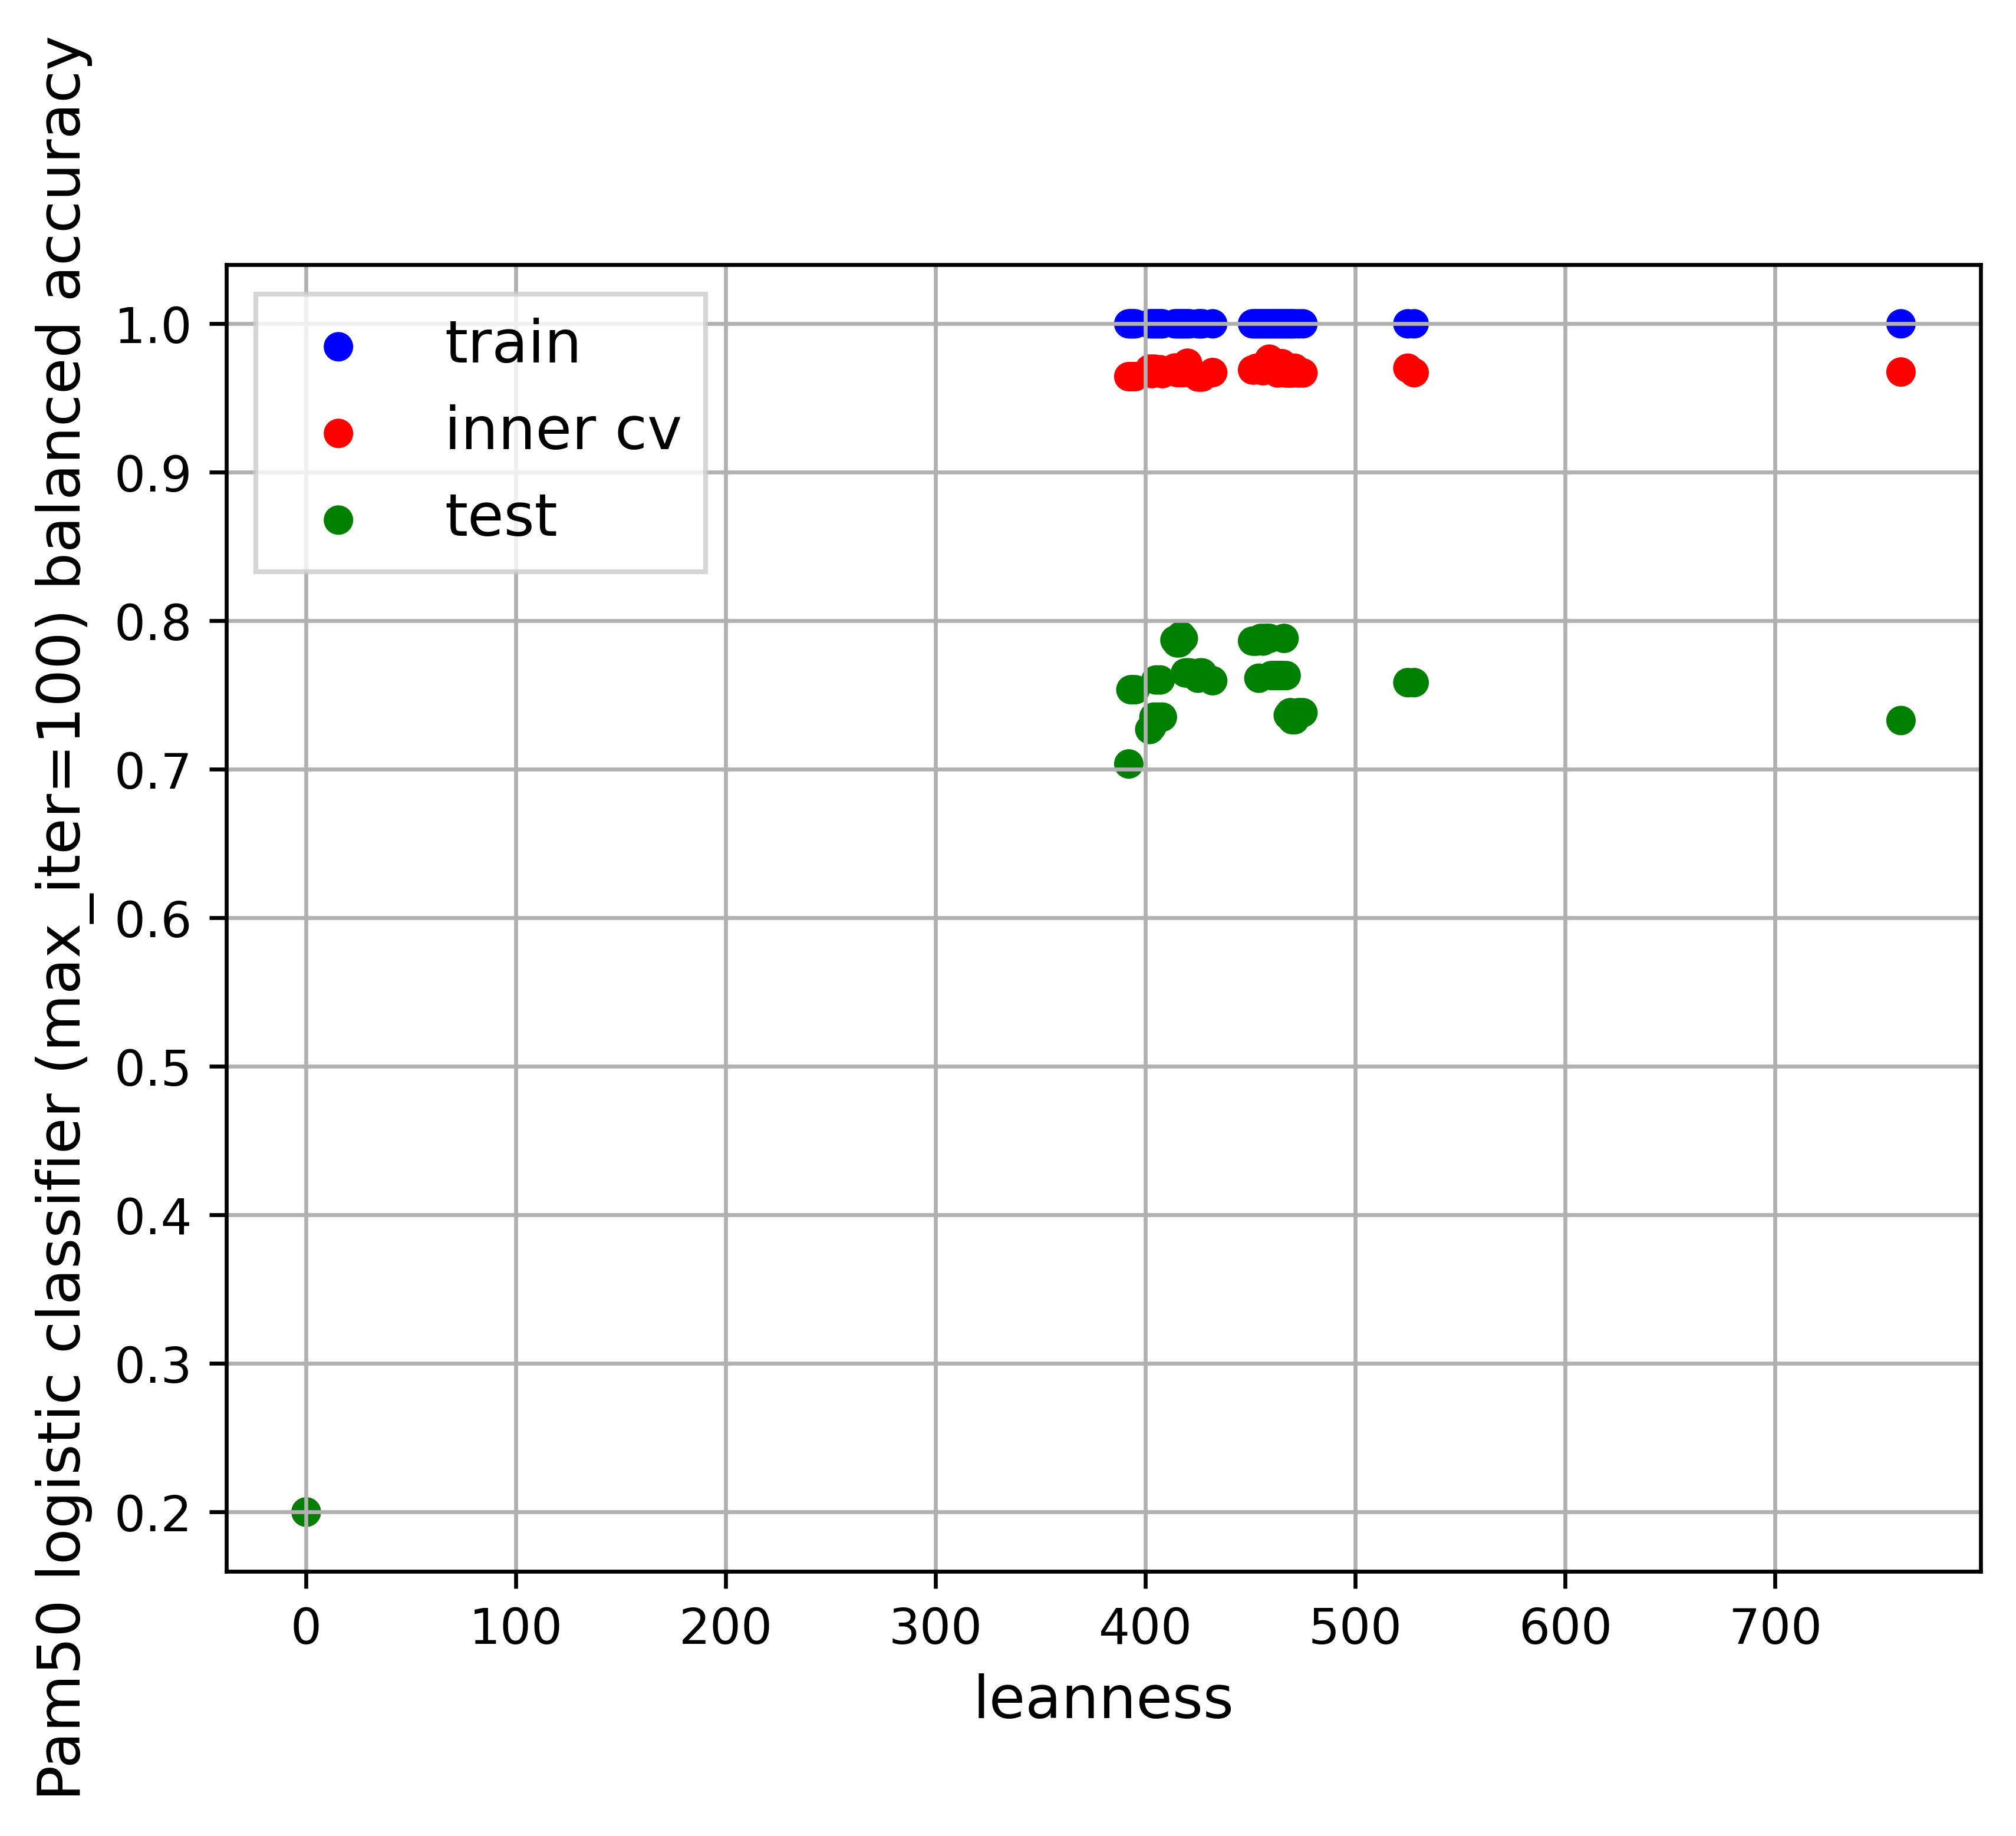 Pam50 logistic classifier (max_iter=100) balanced accuracy
train
inner cv
test
1.0
0.9
0.8
0.7
0.6
0.5
0.4
0.3
0.2
0 100 200 300 400 500 600 700
leanness